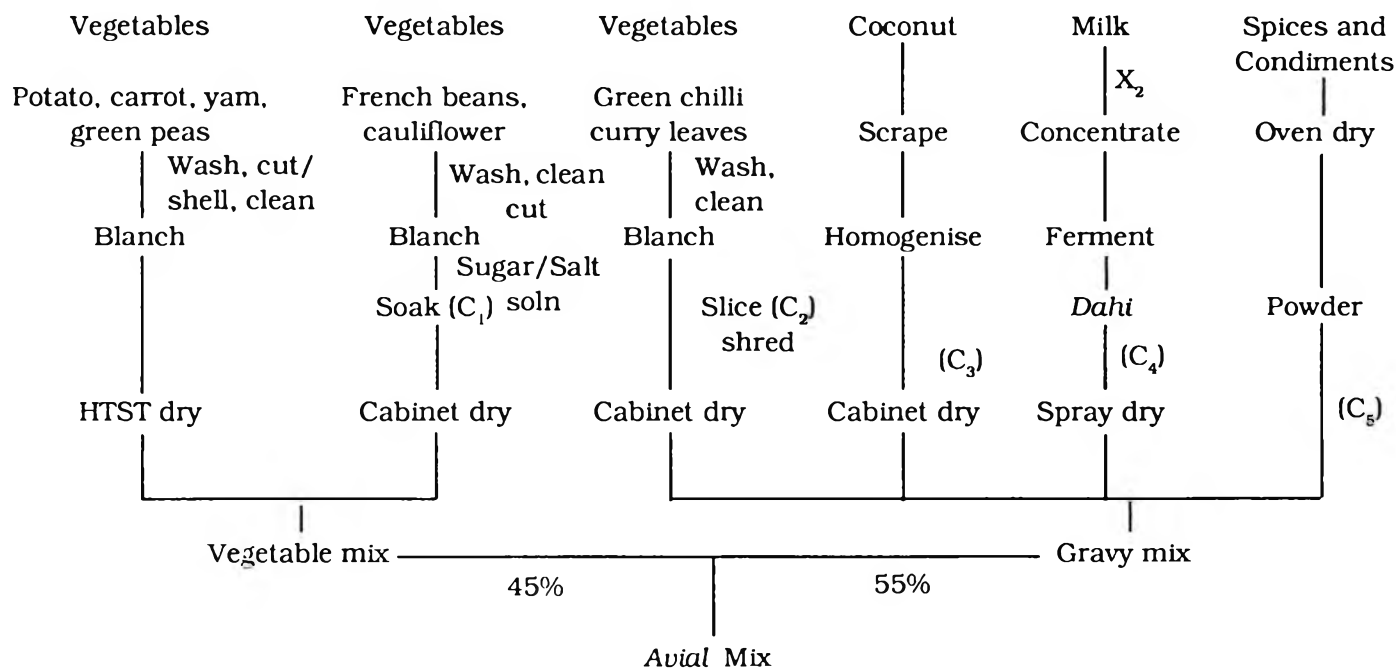 Vegetables
Vegetables
Vegetables
Coconut
Milk
Spices and
Condiments
X₂
Potato, carrot, yam,
green peas
French beans,
cauliflower
Green chilli
curry leaves
Scrape
Concentrate
Oven dry
Wash, cut/
shell, clean
Wash, clean
cut
Wash,
clean
Blanch
Blanch
Blanch
Homogenise
Ferment
Sugar/Salt
soln
Soak (C₁)
Slice (C₂)
shred
Dahi
Powder
(C₃)
(C₄)
HTST dry
Cabinet dry
Cabinet dry
Cabinet dry
Spray dry
(C₅)
Vegetable mix
Gravy mix
45%
55%
Avial Mix